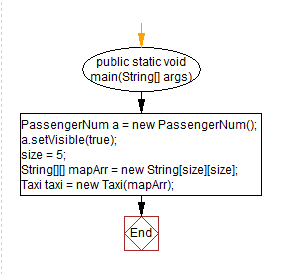 public static void
main(String[] args)
PassengerNum a = new PassengerNum();
a.setVisible(true);
size = 5;
String[][] mapArr = new String[size][size];
Taxi taxi = new Taxi(mapArr);
End